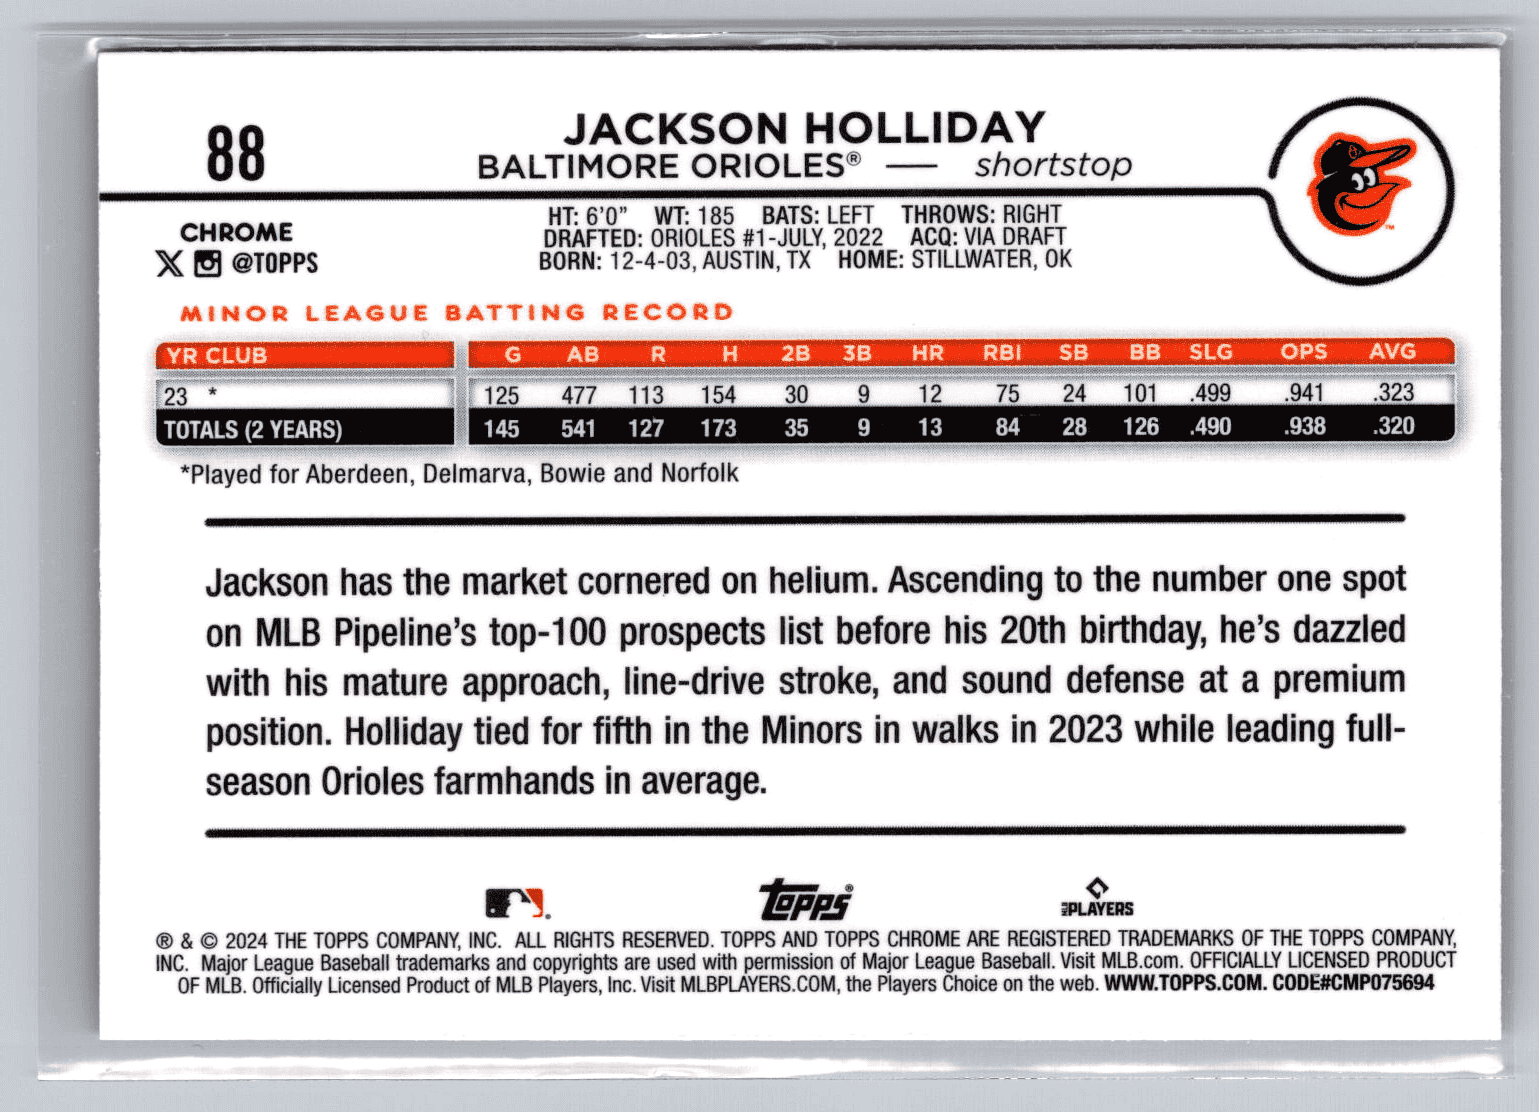 88
JACKSON HOLLIDAY
BALTIMORE ORIOLES® — shortstop
CHROME
@TOPPS
HT: 6'0" WT: 185 BATS: LEFT THROWS: RIGHT
DRAFTED: ORIOLES #1-JULY, 2022 ACQ: VIA DRAFT
BORN: 12-4-03, AUSTIN, TX HOME: STILLWATER, OK
MINOR LEAGUE BATTING RECORD
YR CLUB G AB R H 2B 3B HR RBI SB BB SLG OPS AVG
23 * 125 477 113 154 30 9 12 75 24 101 .499 .941 .323
TOTALS (2 YEARS) 145 541 127 173 35 9 13 84 28 126 .490 .938 .320
*Played for Aberdeen, Delmarva, Bowie and Norfolk
Jackson has the market cornered on helium. Ascending to the number one spot
on MLB Pipeline's top-100 prospects list before his 20th birthday, he's dazzled
with his mature approach, line-drive stroke, and sound defense at a premium
position. Holliday tied for fifth in the Minors in walks in 2023 while leading full-
season Orioles farmhands in average.
Topps® MLB PLAYERS
® & © 2024 THE TOPPS COMPANY, INC. ALL RIGHTS RESERVED. TOPPS AND TOPPS CHROME ARE REGISTERED TRADEMARKS OF THE TOPPS COMPANY,
INC. Major League Baseball trademarks and copyrights are used with permission of Major League Baseball. Visit MLB.com. OFFICIALLY LICENSED PRODUCT
OF MLB. Officially Licensed Product of MLB Players, Inc. Visit MLBPLAYERS.COM, the Players Choice on the web. WWW.TOPPS.COM. CODE#CMP075694